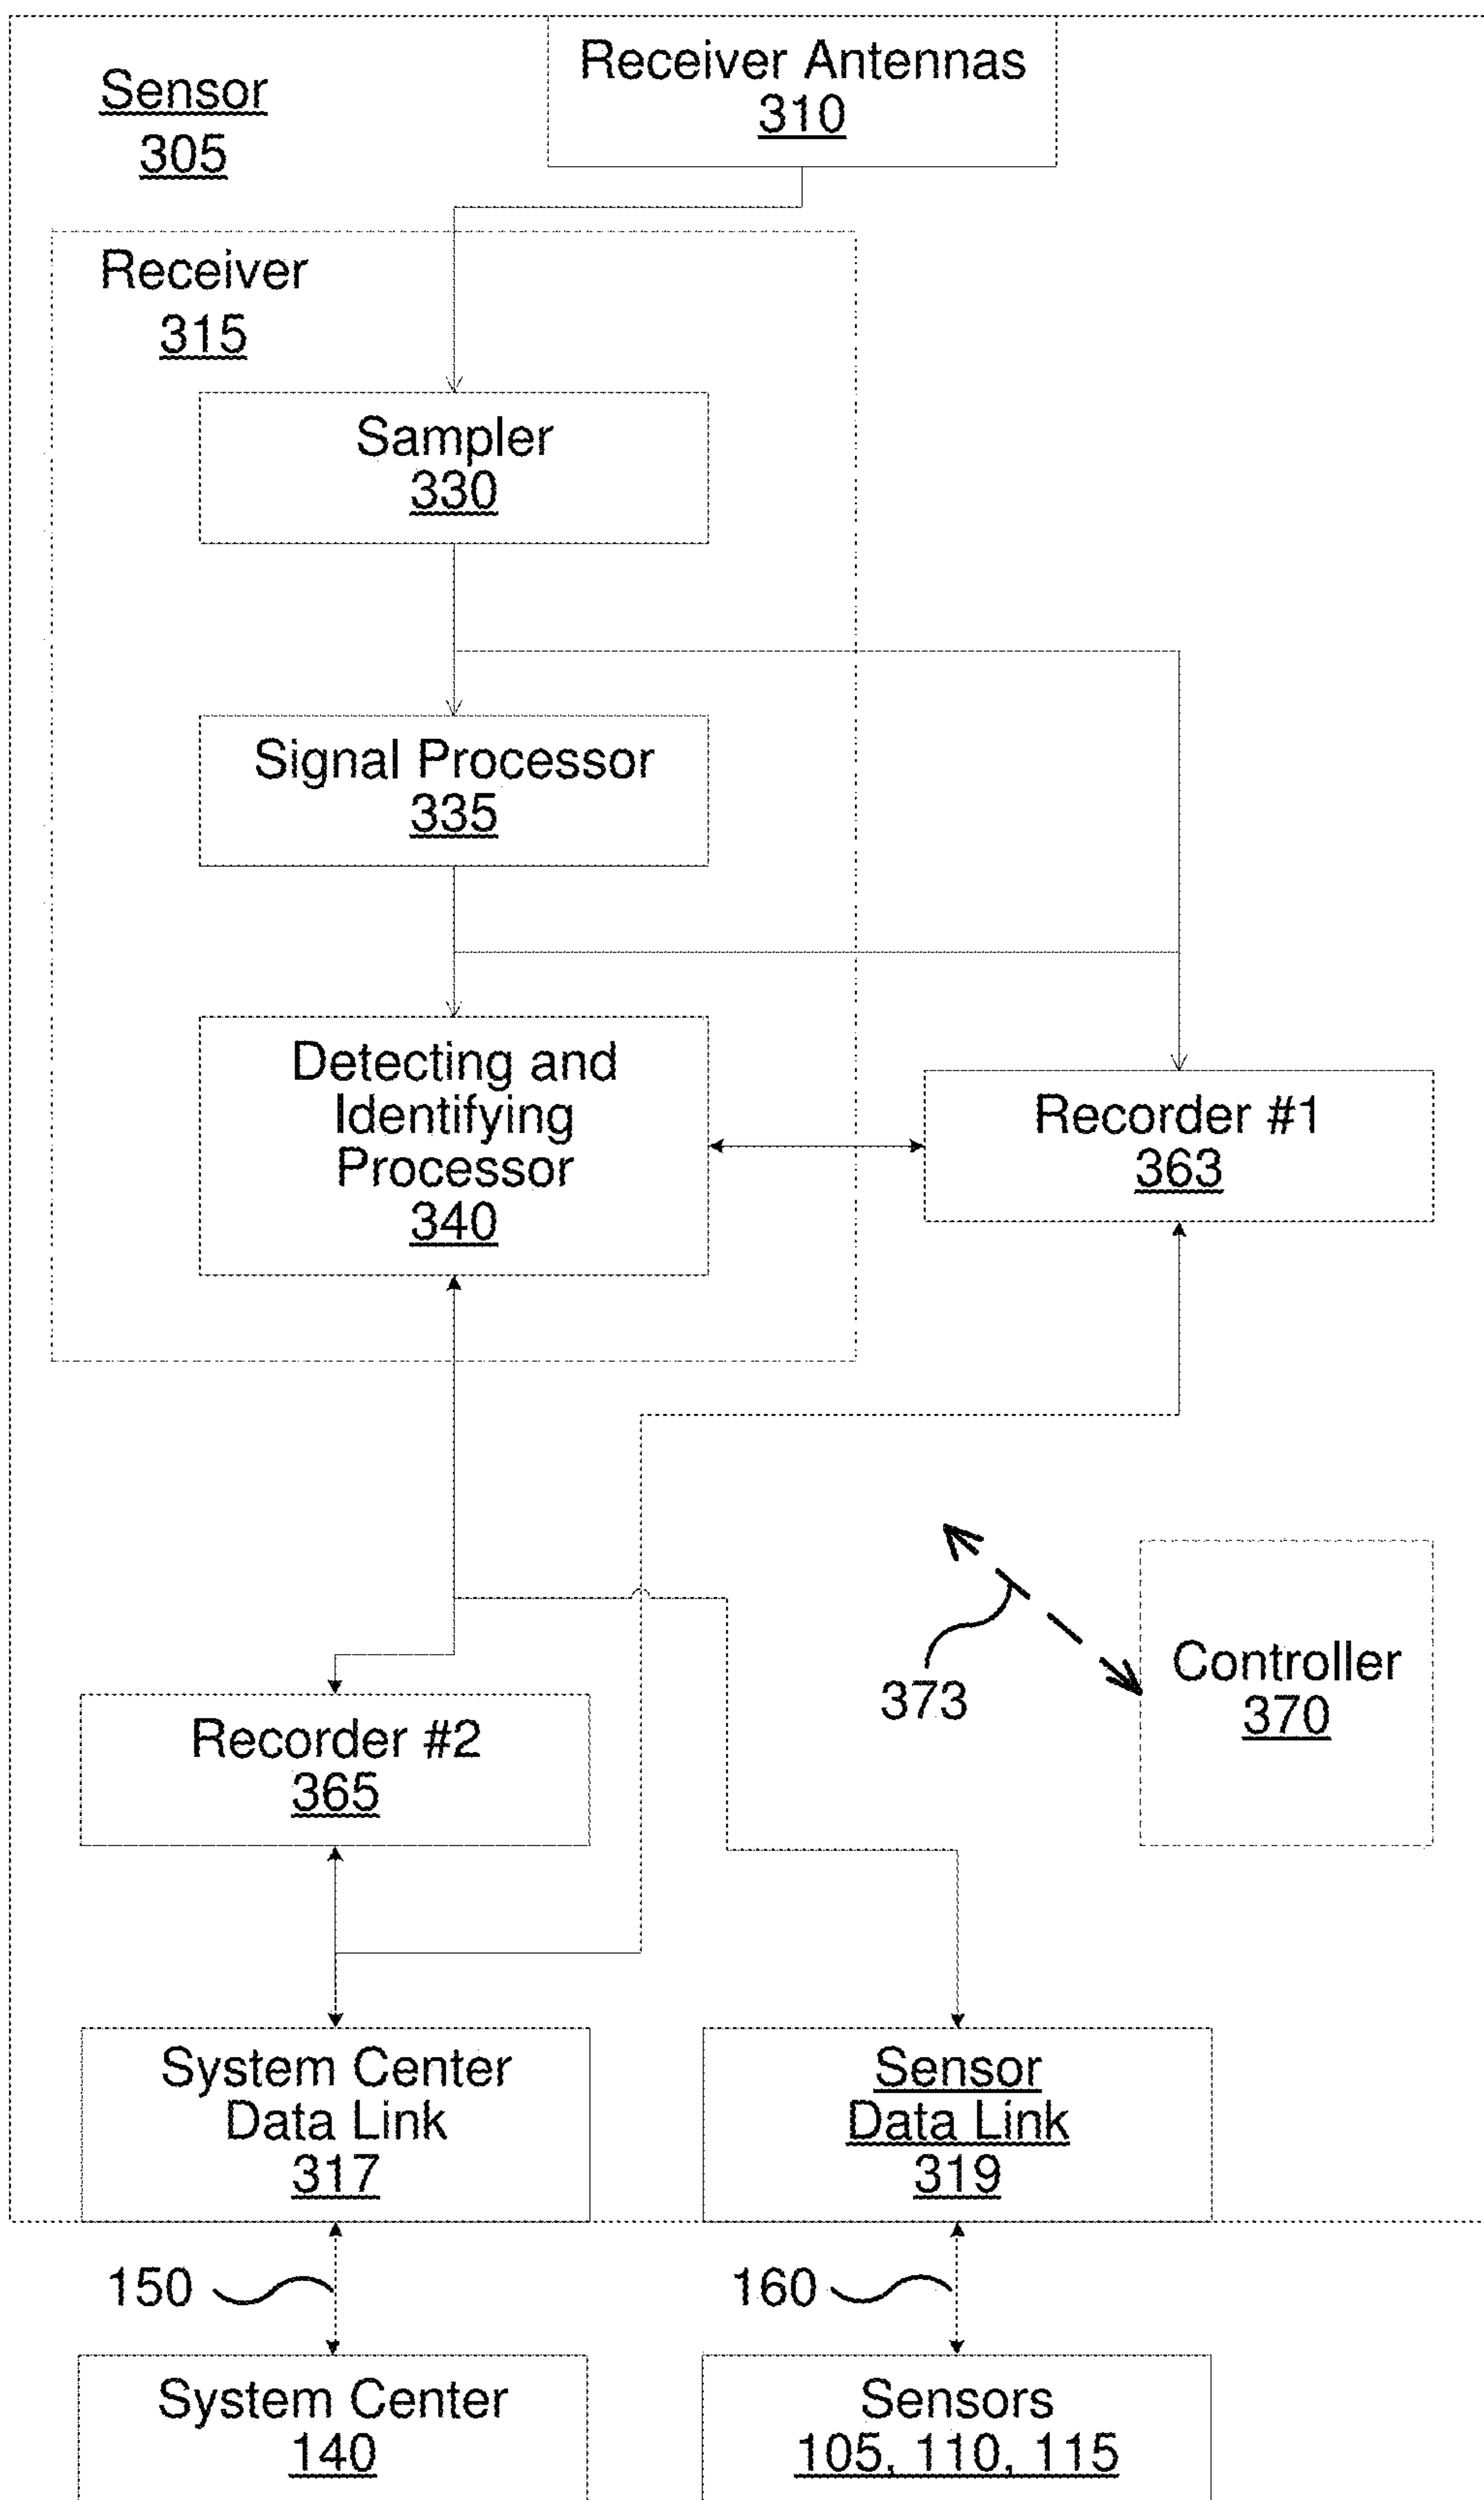 Receiver Antennas
310
Sensor
305
Receiver
315
Sampler
330
Signal Processor
335
Detecting and
Identifying
Processor
340
Recorder #1
363
373
Controller
370
Recorder #2
365
System Center
Data Link
317
Sensor
Data Link
319
150
160
System Center
140
Sensors
105, 110, 115